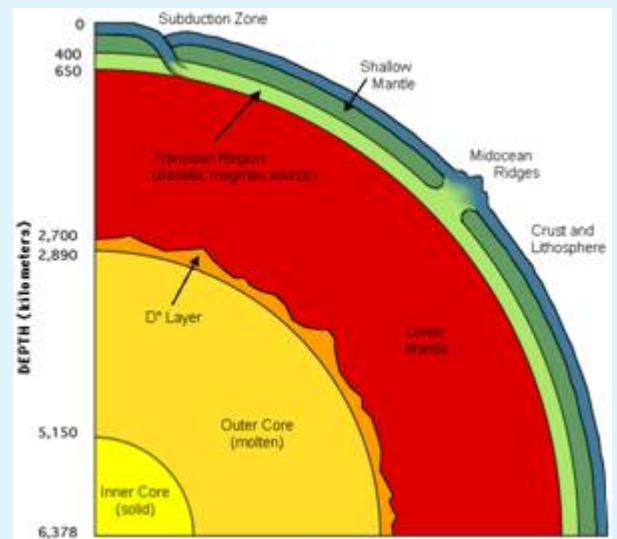 Subduction Zone
0
400
650
Shallow
Mantle
Transition Region
(basaltic magmas source)
Midocean
Ridges
Crust and
Lithosphere
2,700
2,890
D" Layer
Lower
Mantle
DEPTH (kilometers)
Outer Core
(molten)
5,150
Inner Core
(solid)
6,378